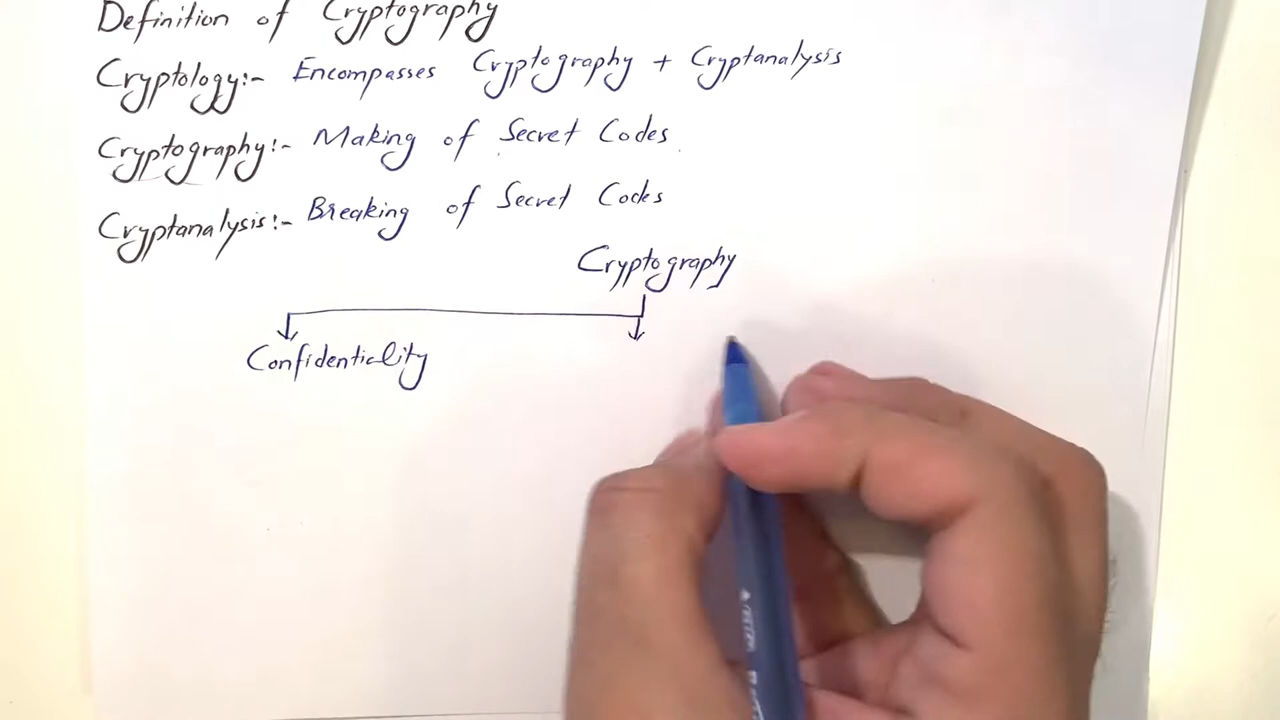 Definition of Cryptography
Cryptology:- Encompasses Cryptography + Cryptanalysis
Cryptography:- Making of Secret Codes
Cryptanalysis:- Breaking of Secret Codes
Cryptography
Confidentiality